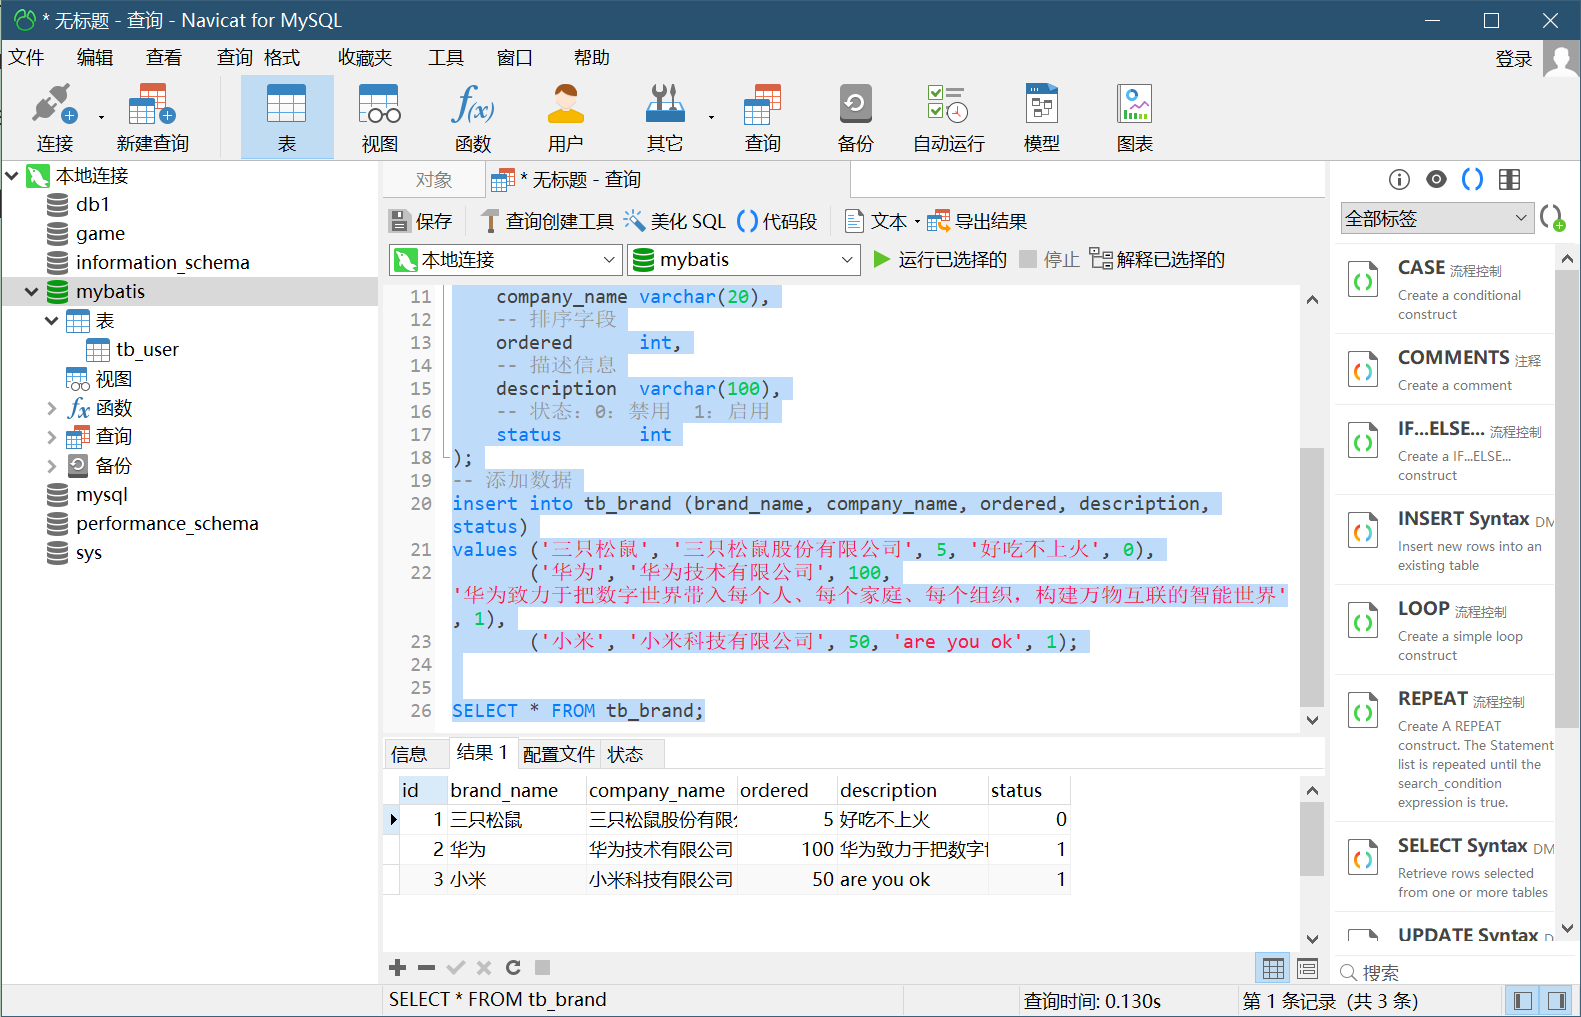 * 无标题 - 查询 - Navicat for MySQL
文件 编辑 查看 查询 格式 收藏夹 工具 窗口 帮助 登录
连接 新建查询 表 视图 函数 用户 其它 查询 备份 自动运行 模型 图表
本地连接
db1
game
information_schema
mybatis
表
tb_user
视图
函数
查询
备份
mysql
performance_schema
sys
对象 * 无标题 - 查询
保存 查询创建工具 美化 SQL 代码段 文本 导出结果
本地连接 mybatis 运行已选择的 停止 解释已选择的
11 company_name varchar(20),
12 -- 排序字段
13 ordered int,
14 -- 描述信息
15 description varchar(100),
16 -- 状态：0：禁用 1：启用
17 status int
18 );
19 -- 添加数据
20 insert into tb_brand (brand_name, company_name, ordered, description,
status)
21 values ('三只松鼠', '三只松鼠股份有限公司', 5, '好吃不上火', 0),
22 ('华为', '华为技术有限公司', 100,
'华为致力于把数字世界带入每个人、每个家庭、每个组织，构建万物互联的智能世界'
, 1),
23 ('小米', '小米科技有限公司', 50, 'are you ok', 1);
24
25
26 SELECT * FROM tb_brand;
信息 结果 1 配置文件 状态
id brand_name company_name ordered description status
1 三只松鼠 三只松鼠股份有限 5 好吃不上火 0
2 华为 华为技术有限公司 100 华为致力于把数字 1
3 小米 小米科技有限公司 50 are you ok 1
SELECT * FROM tb_brand 查询时间: 0.130s 第 1 条记录 (共 3 条)
全部标签
CASE 流程控制
Create a conditional
construct
COMMENTS 注释
Create a comment
IF...ELSE... 流程控制
Create a IF...ELSE...
construct
INSERT Syntax DM
Insert new rows into an
existing table
LOOP 流程控制
Create a simple loop
construct
REPEAT 流程控制
Create A REPEAT
construct. The Statement
list is repeated until the
search_condition
expression is true.
SELECT Syntax DM
Retrieve rows selected
from one or more tables
UPDATE Syntax D
搜索